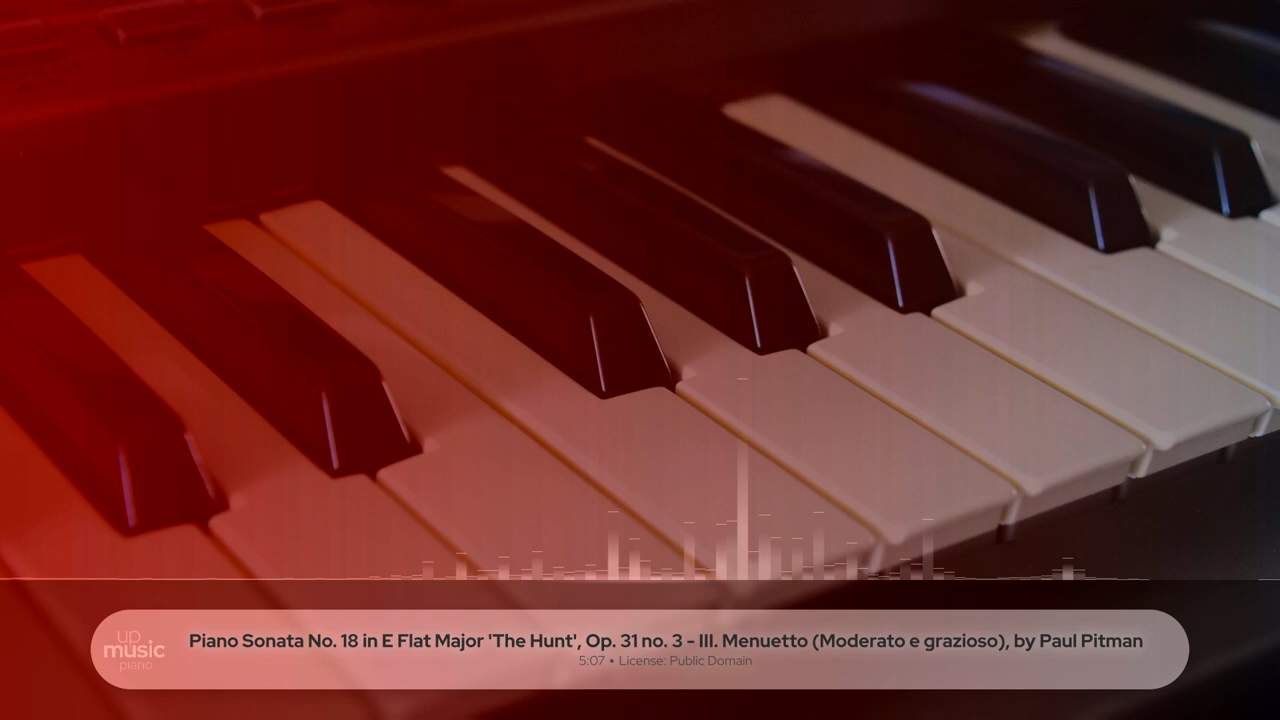 up
music
piano
Piano Sonata No. 18 in E Flat Major 'The Hunt', Op. 31 no. 3 - III. Menuetto (Moderato e grazioso), by Paul Pitman
5:07 • License: Public Domain